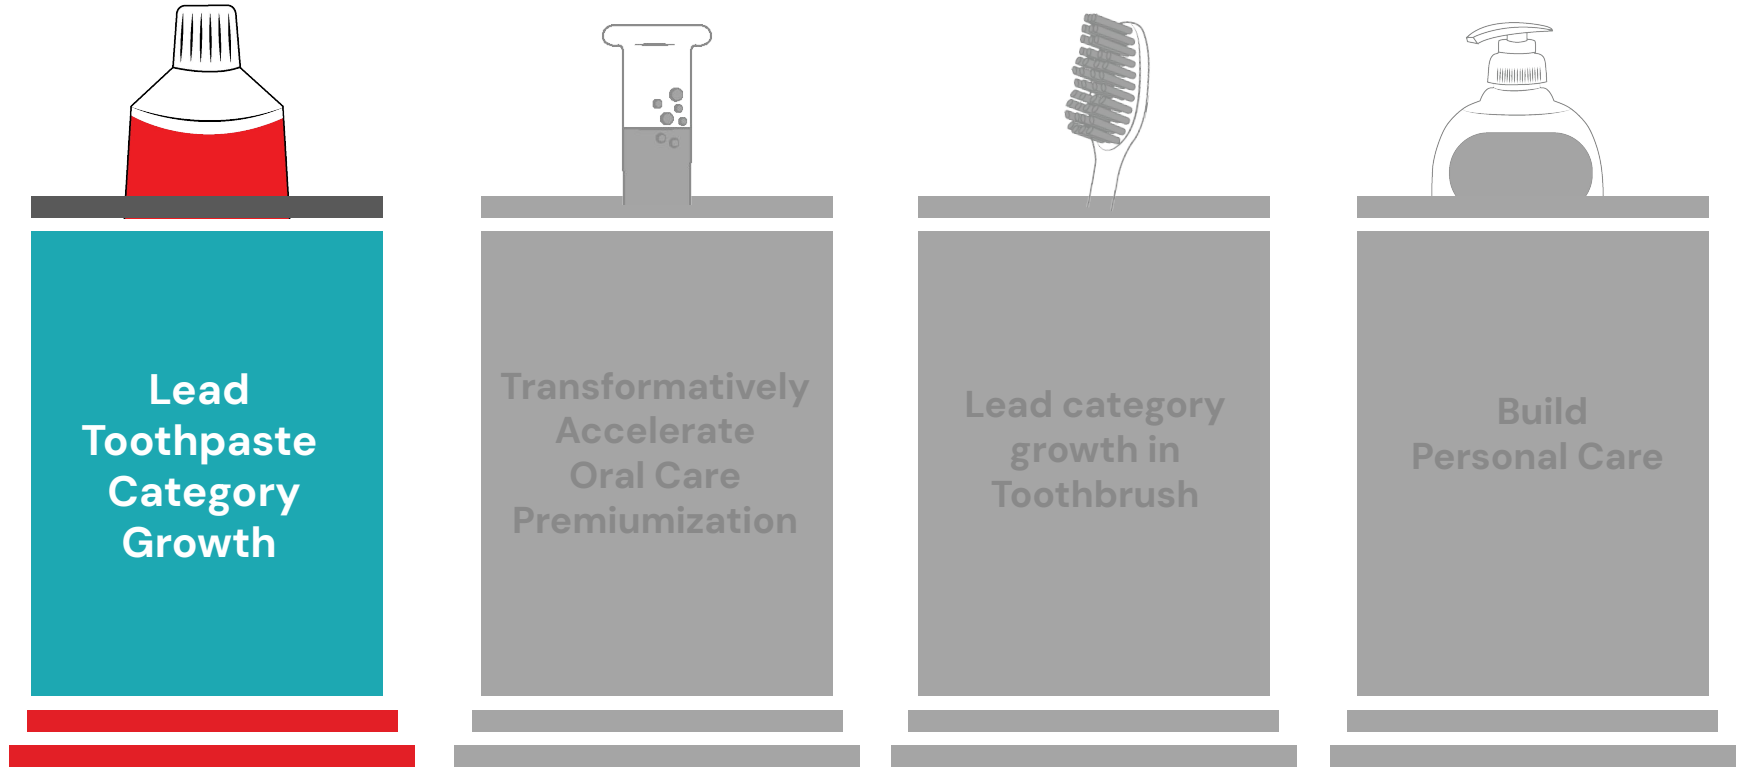 Lead
Toothpaste
Category
Growth
Transformatively
Accelerate
Oral Care
Premiumization
Lead category
growth in
Toothbrush
Build
Personal Care